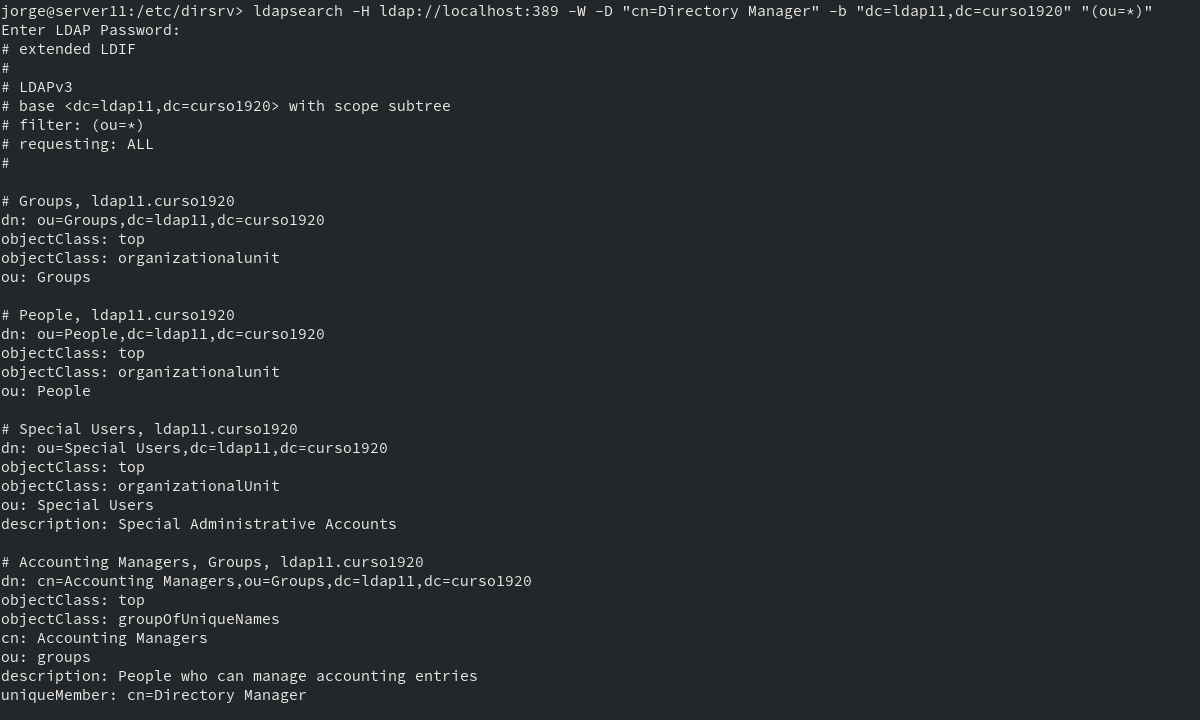 jorge@server11:/etc/dirsrv> ldapsearch -H ldap://localhost:389 -W -D "cn=Directory Manager" -b "dc=ldap11,dc=curso1920" "(ou=*)"
Enter LDAP Password:
# extended LDIF
#
# LDAPv3
# base <dc=ldap11,dc=curso1920> with scope subtree
# filter: (ou=*)
# requesting: ALL
#

# Groups, ldap11.curso1920
dn: ou=Groups,dc=ldap11,dc=curso1920
objectClass: top
objectClass: organizationalunit
ou: Groups

# People, ldap11.curso1920
dn: ou=People,dc=ldap11,dc=curso1920
objectClass: top
objectClass: organizationalunit
ou: People

# Special Users, ldap11.curso1920
dn: ou=Special Users,dc=ldap11,dc=curso1920
objectClass: top
objectClass: organizationalUnit
ou: Special Users
description: Special Administrative Accounts

# Accounting Managers, Groups, ldap11.curso1920
dn: cn=Accounting Managers,ou=Groups,dc=ldap11,dc=curso1920
objectClass: top
objectClass: groupOfUniqueNames
cn: Accounting Managers
ou: groups
description: People who can manage accounting entries
uniqueMember: cn=Directory Manager